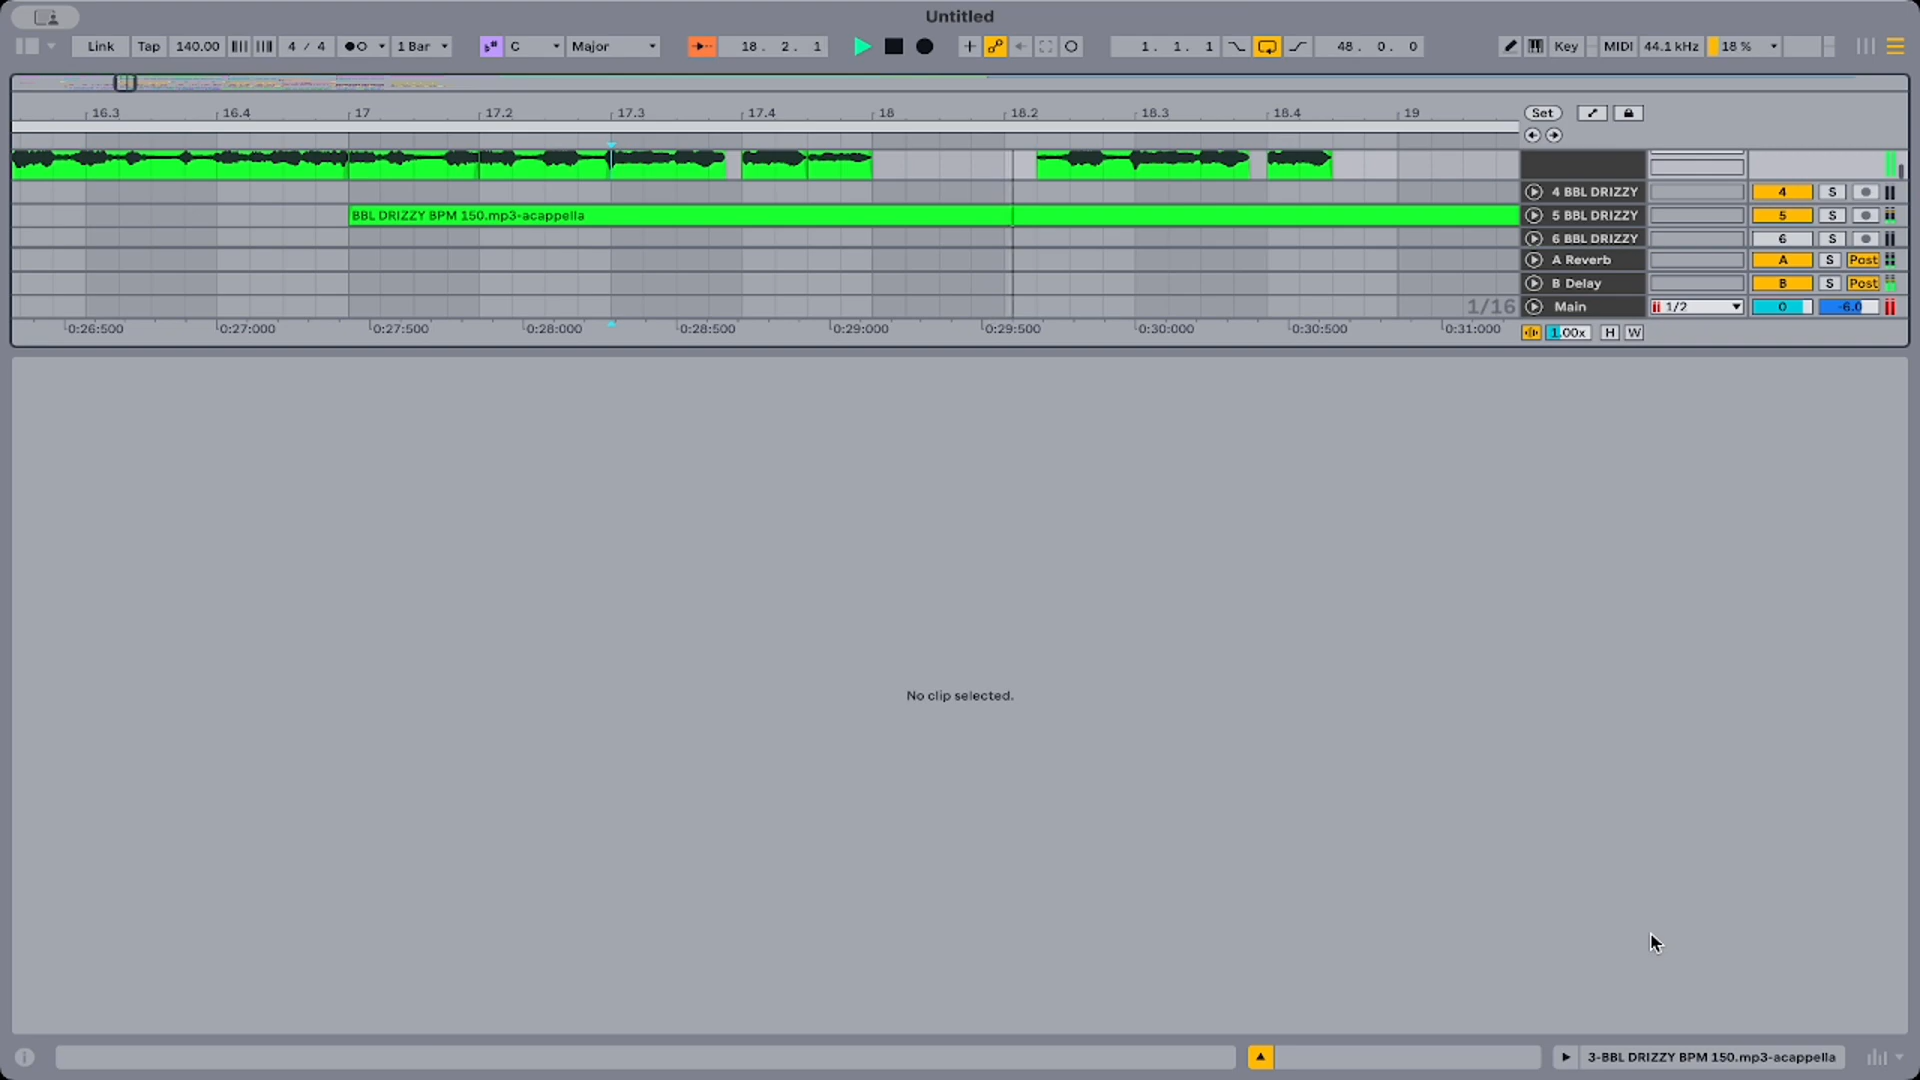 Untitled
Link Tap 140.00 4 / 4 1 Bar C Major 18. 2. 1 1. 1. 1 48. 0. 0 Key MIDI 44.1 kHz 18 %
16.3 16.4 17 17.2 17.3 17.4 18 18.2 18.3 18.4 19 Set
4 BBL DRIZZY 4 S
BBL DRIZZY BPM 150.mp3-acappella 5 BBL DRIZZY 5 S
6 BBL DRIZZY 6 S
A Reverb A S Post
B Delay B S Post
1/16 Main 1/2 0 -6.0
0:26:500 0:27:000 0:27:500 0:28:000 0:28:500 0:29:000 0:29:500 0:30:000 0:30:500 0:31:000 1.00x H W
No clip selected.
3-BBL DRIZZY BPM 150.mp3-acappella